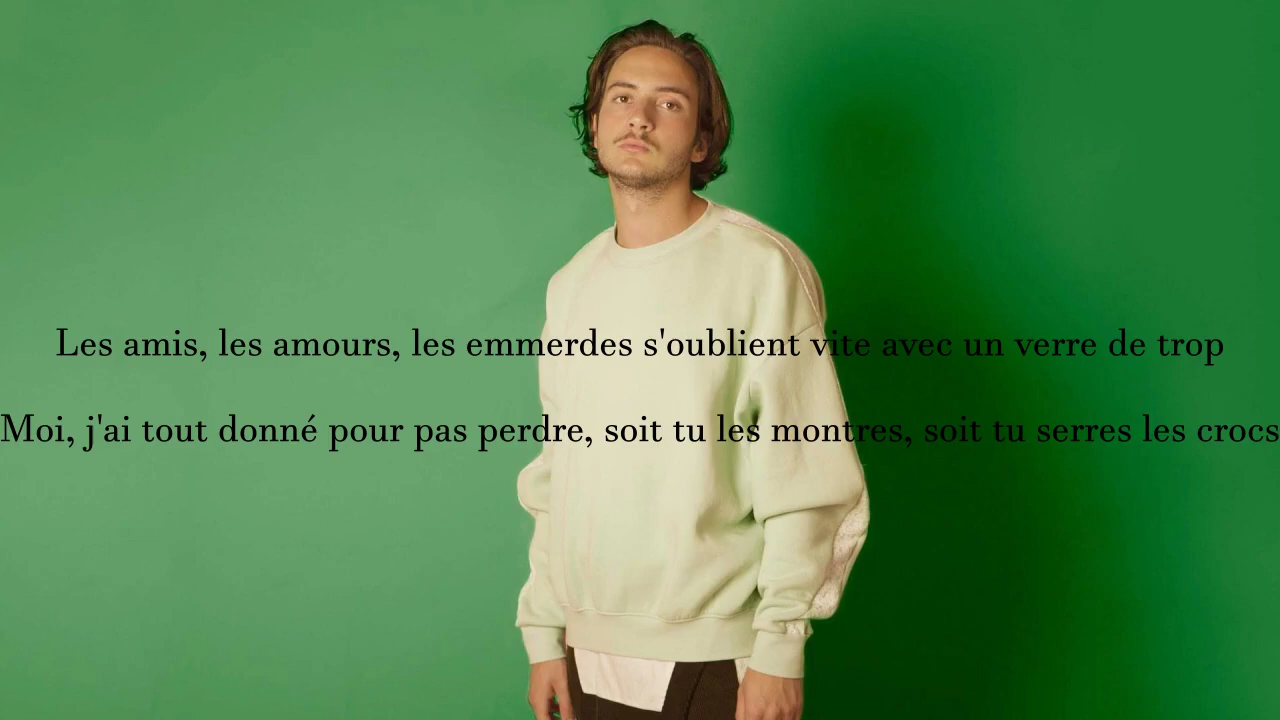 Les amis, les amours, les emmerdes s'oublient vite avec un verre de trop
Moi, j'ai tout donné pour pas perdre, soit tu les montres, soit tu serres les crocs